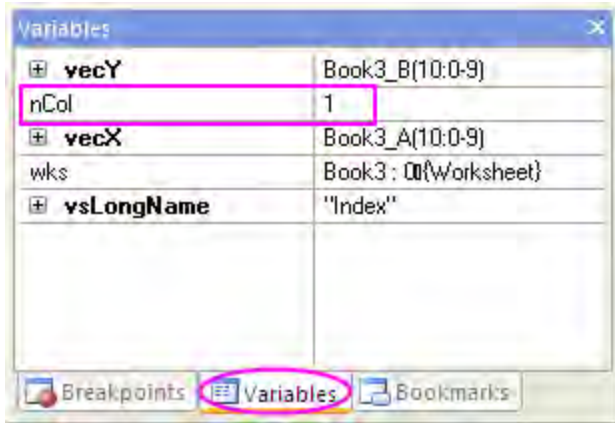 Variables
vecY Book3_B(10:0-9)
nCol 1
vecX Book3_A(10:0-9)
wks Book3 : {Worksheet}
vsLongName "Index"
Breakpoints Variables Bookmarks